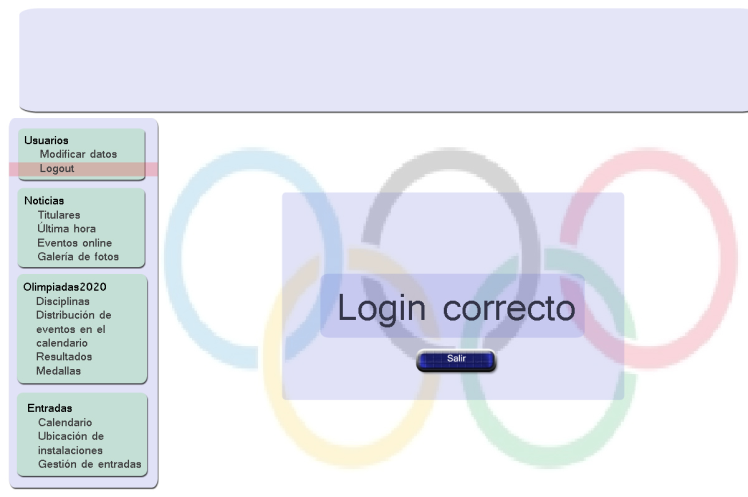 Usuarios
Modificar datos
Logout
Noticias
Titulares
Última hora
Eventos online
Galería de fotos
Olimpiadas2020
Disciplinas
Distribución de
eventos en el
calendario
Resultados
Medallas
Entradas
Calendario
Ubicación de
instalaciones
Gestión de entradas
Login correcto
Salir